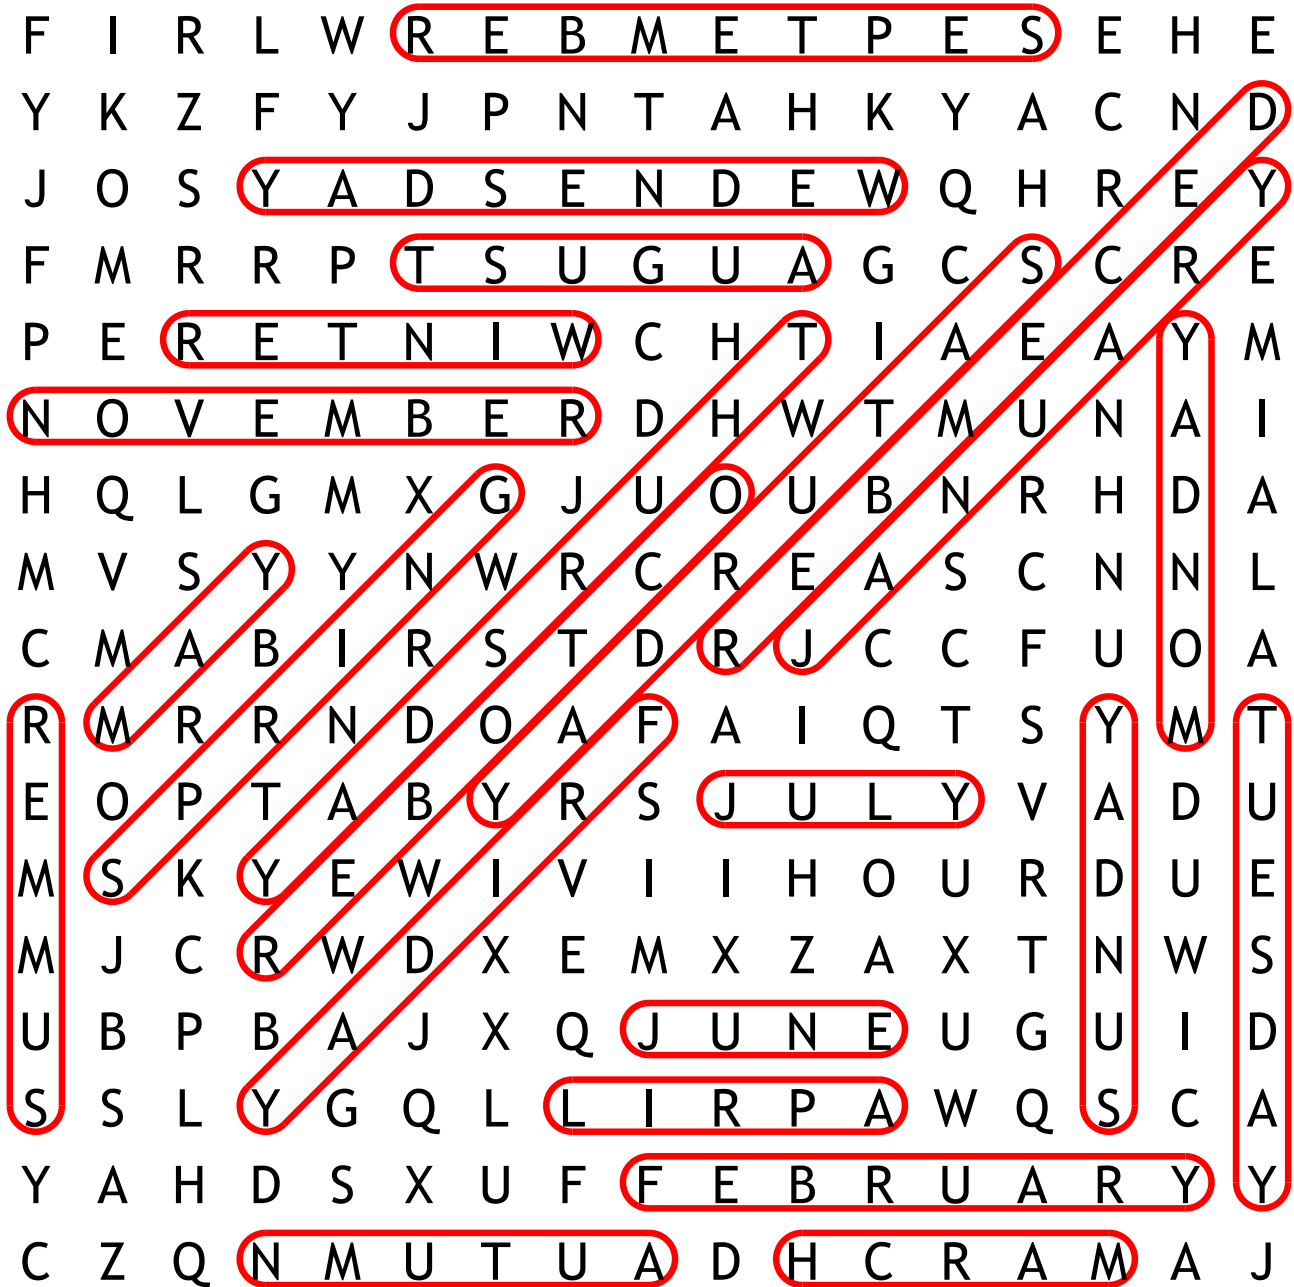 F I R L W R E B M E T P E S E H E
Y K Z F Y J P N T A H K Y A C N D
J O S Y A D S E N D E W Q H R E Y
F M R R P T S U G U A G C S C R E
P E R E T N I W C H T I A E A Y M
N O V E M B E R D H W T M U N A I
H Q L G M X G J U O U B N R H D A
M V S Y Y N W R C R E A S C N N L
C M A B I R S T D R J C C F U O A
R M R R N D O A F A I Q T S Y M T
E O P T A B Y R S J U L Y V A D U
M S K Y E W I V I I H O U R D U E
M J C R W D X E M X Z A X T N W S
U B P B A J X Q J U N E U G U I D
S S L Y G Q L L I R P A W Q S C A
Y A H D S X U F F E B R U A R Y Y
C Z Q N M U T U A D H C R A M A J